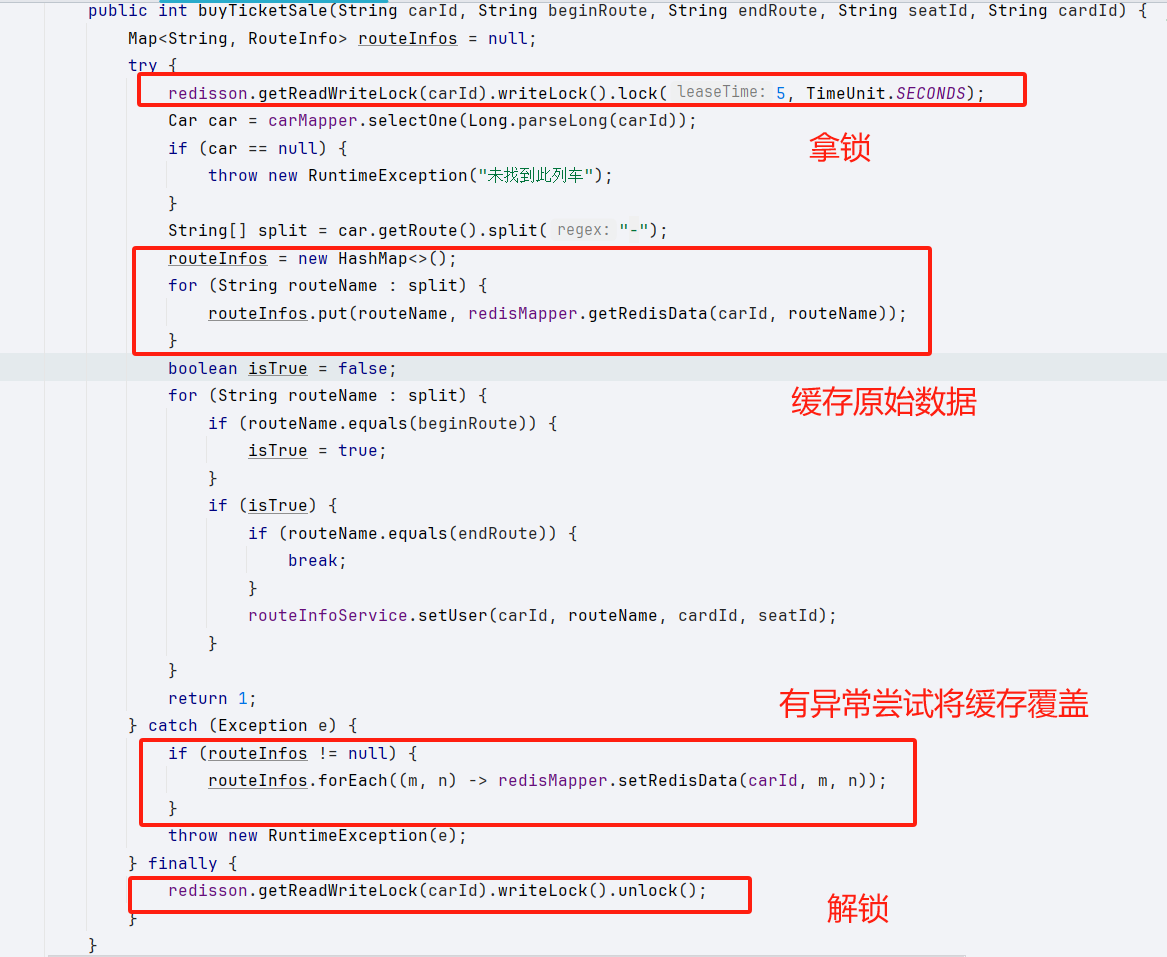 public int buyTicketSale(String carId, String beginRoute, String endRoute, String seatId, String cardId) {
Map<String, RouteInfo> routeInfos = null;
try {
redisson.getReadWriteLock(carId).writeLock().lock( leaseTime: 5, TimeUnit.SECONDS);
Car car = carMapper.selectOne(Long.parseLong(carId));
拿锁
if (car == null) {
throw new RuntimeException("未找到此列车");
}
String[] split = car.getRoute().split( regex: "-");
routeInfos = new HashMap<>();
for (String routeName : split) {
routeInfos.put(routeName, redisMapper.getRedisData(carId, routeName));
}
boolean isTrue = false;
for (String routeName : split) {
缓存原始数据
if (routeName.equals(beginRoute)) {
isTrue = true;
}
if (isTrue) {
if (routeName.equals(endRoute)) {
break;
}
routeInfoService.setUser(carId, routeName, cardId, seatId);
}
}
return 1;
有异常尝试将缓存覆盖
} catch (Exception e) {
if (routeInfos != null) {
routeInfos.forEach((m, n) -> redisMapper.setRedisData(carId, m, n));
}
throw new RuntimeException(e);
} finally {
redisson.getReadWriteLock(carId).writeLock().unlock();
解锁
}
}